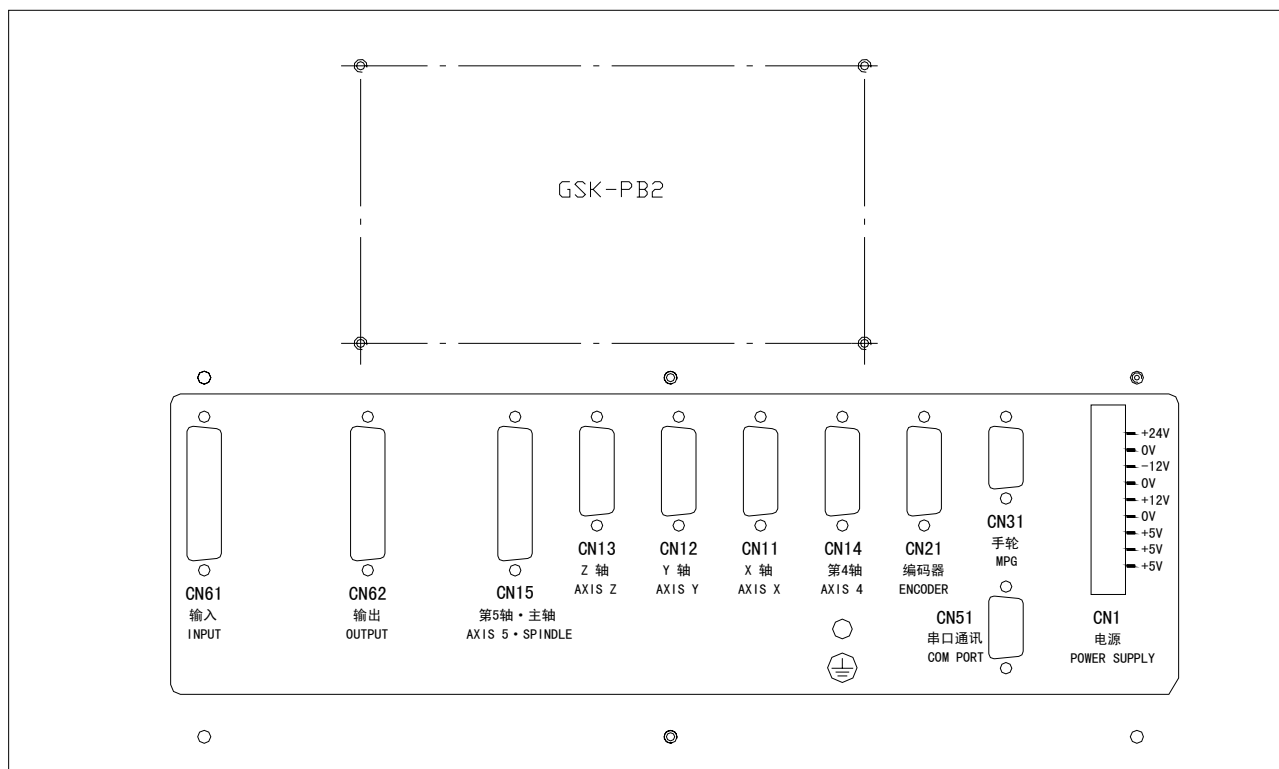 GSK-PB2
CN61
输入
INPUT
CN62
输出
OUTPUT
CN15
第5轴·主轴
AXIS 5·SPINDLE
CN13
Z 轴
AXIS Z
CN12
Y 轴
AXIS Y
CN11
X 轴
AXIS X
CN14
第4轴
AXIS 4
CN21
编码器
ENCODER
CN31
手轮
MPG
CN51
串口通讯
COM PORT
+24V
0V
-12V
0V
+12V
0V
+5V
+5V
+5V
CN1
电源
POWER SUPPLY